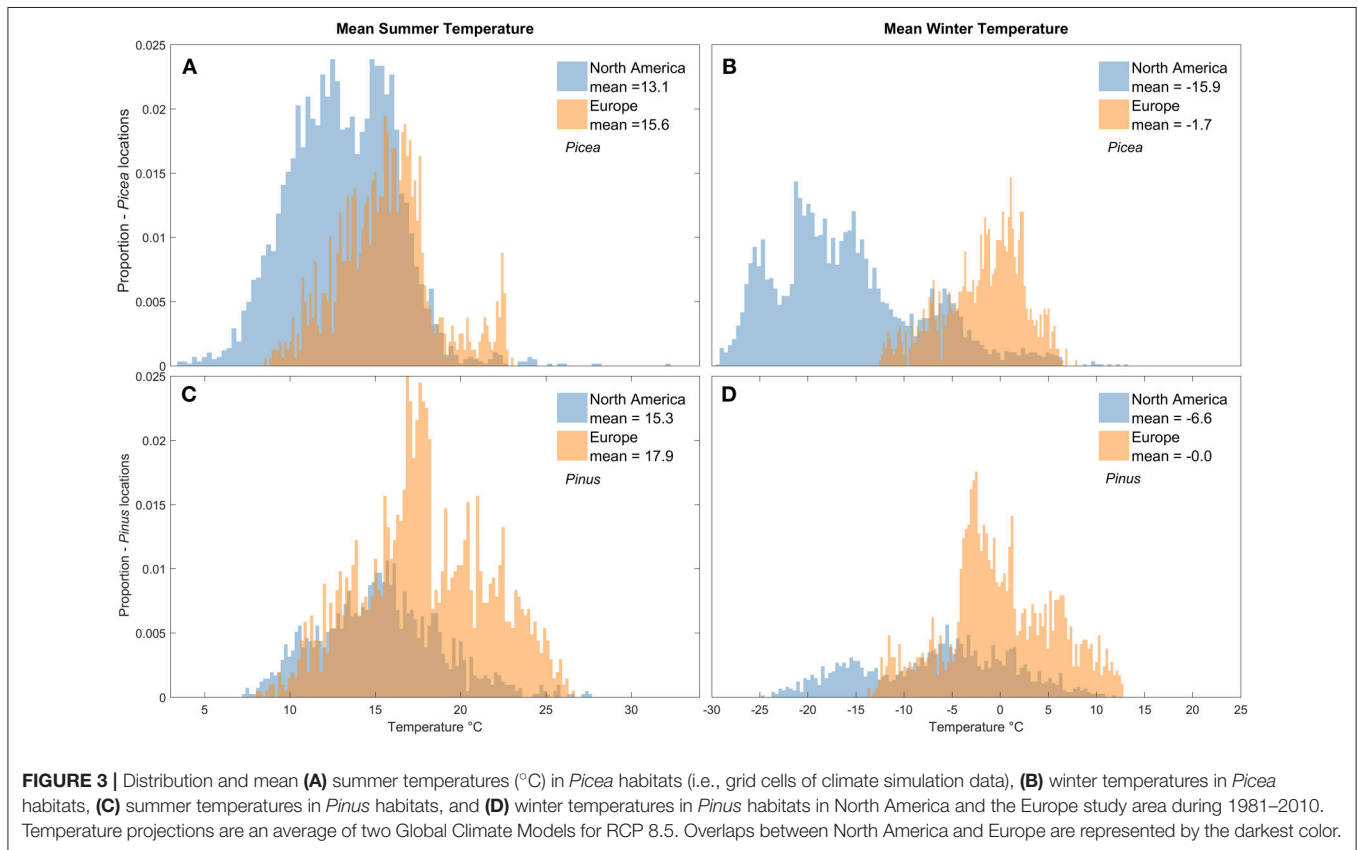 Mean Summer Temperature
Mean Winter Temperature
0.025
0.02
0.015
0.01
0.005
0
Proportion - Picea locations
A
North America
mean =13.1
Europe
mean =15.6
Picea
B
North America
mean = -15.9
Europe
mean = -1.7
Picea
0.025
0.02
0.015
0.01
0.005
0
Proportion - Pinus locations
C
North America
mean = 15.3
Europe
mean = 17.9
Pinus
D
North America
mean = -6.6
Europe
mean = -0.0
Pinus
5 10 15 20 25 30
Temperature °C
-30 -25 -20 -15 -10 -5 0 5 10 15 20 25
Temperature °C
FIGURE 3 | Distribution and mean (A) summer temperatures (°C) in Picea habitats (i.e., grid cells of climate simulation data), (B) winter temperatures in Picea
habitats, (C) summer temperatures in Pinus habitats, and (D) winter temperatures in Pinus habitats in North America and the Europe study area during 1981–2010.
Temperature projections are an average of two Global Climate Models for RCP 8.5. Overlaps between North America and Europe are represented by the darkest color.